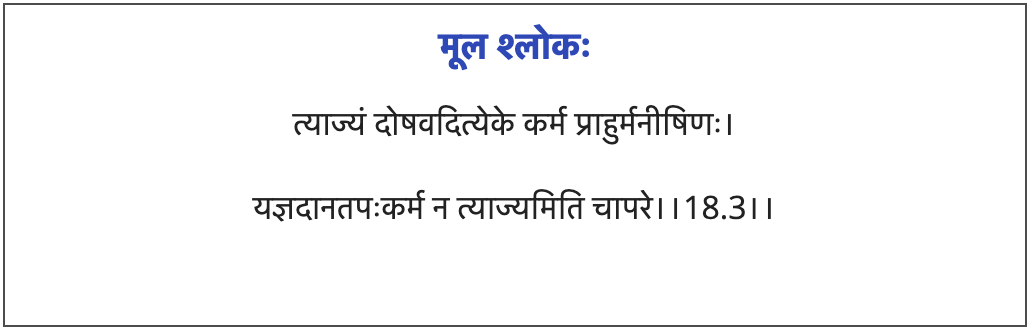 मूल श्लोकः
त्याज्यं दोषवदित्येके कर्म प्राहुर्मनीषिणः।
यज्ञदानतपःकर्म न त्याज्यमिति चापरे।।18.3।।